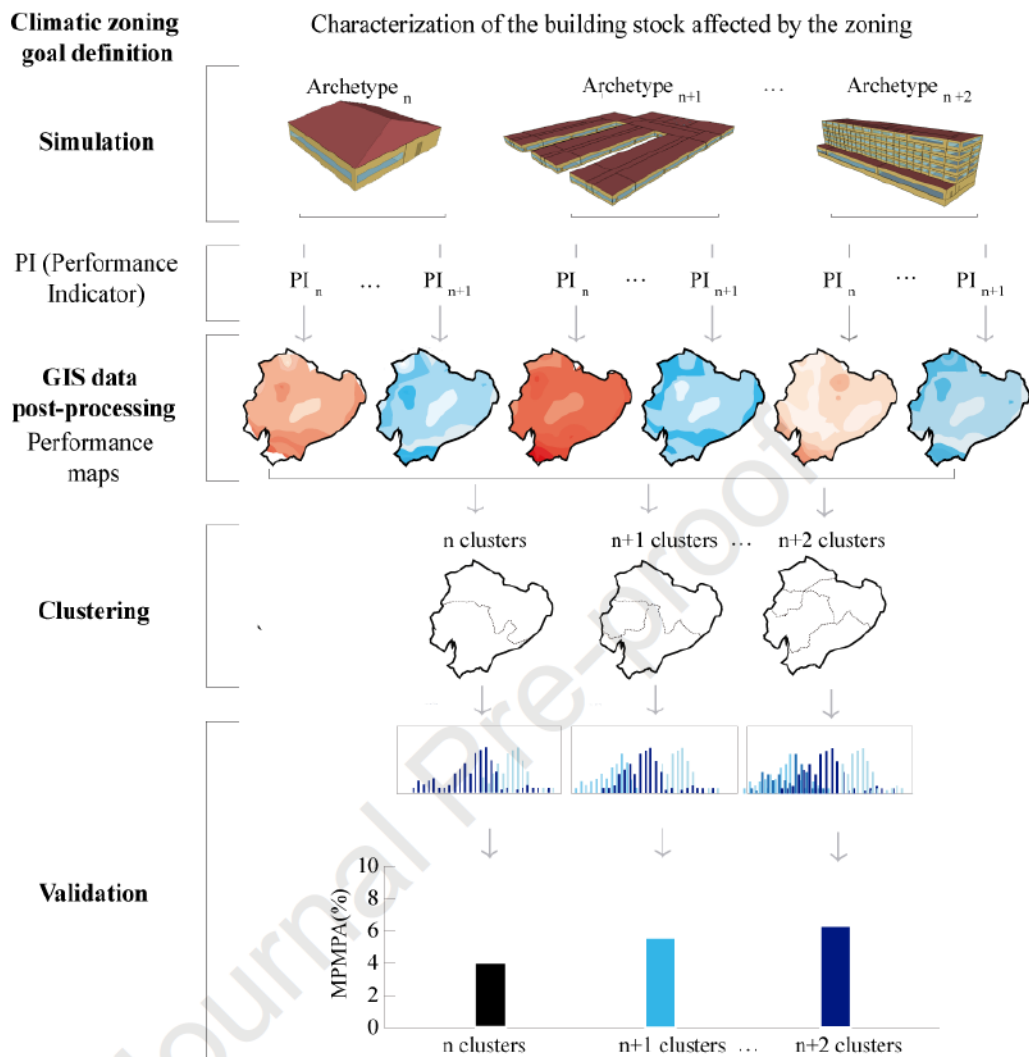 Climatic zoning
goal definition
Characterization of the building stock affected by the zoning
Simulation
Archetype n
Archetype n+1
...
Archetype n+2
PI (Performance
Indicator)
PI n ... PI n+1 PI n ... PI n+1 PI n ... PI n+1
GIS data
post-processing
Performance
maps
Clustering
n clusters n+1 clusters ... n+2 clusters
Validation
MPMPA(%)
10
8
6
4
2
0
n clusters n+1 clusters ... n+2 clusters
Journal Pre-proof